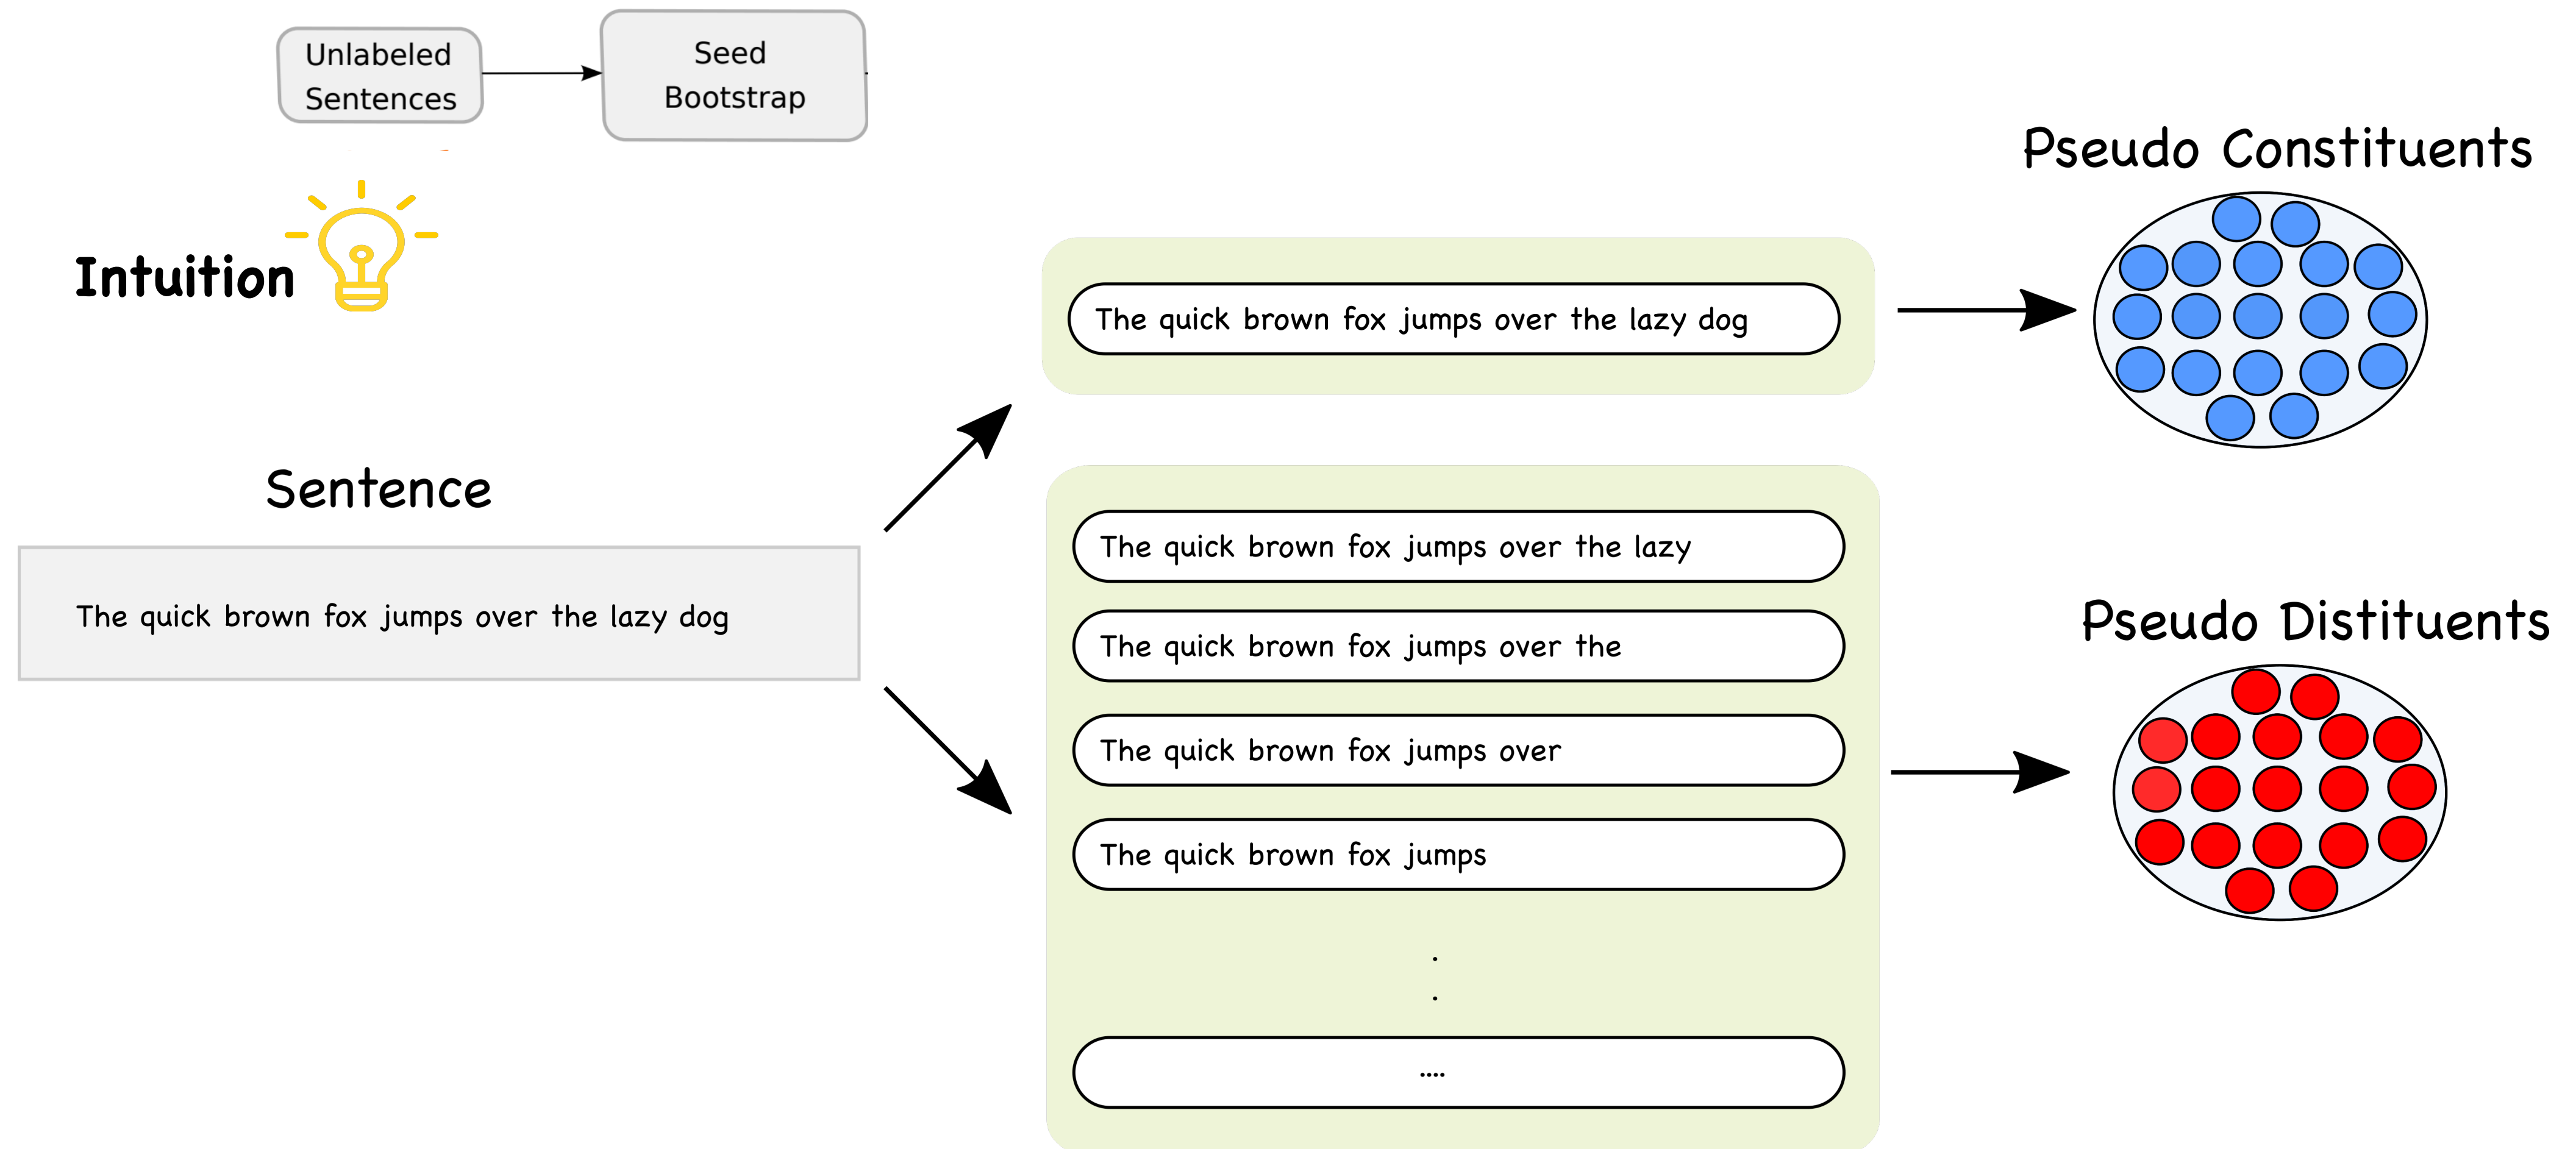 Unlabeled
Sentences
Seed
Bootstrap
Intuition
Pseudo Constituents
The quick brown fox jumps over the lazy dog
Sentence
The quick brown fox jumps over the lazy dog
The quick brown fox jumps over the lazy
The quick brown fox jumps over the
The quick brown fox jumps over
The quick brown fox jumps
.
.
....
Pseudo Distituents